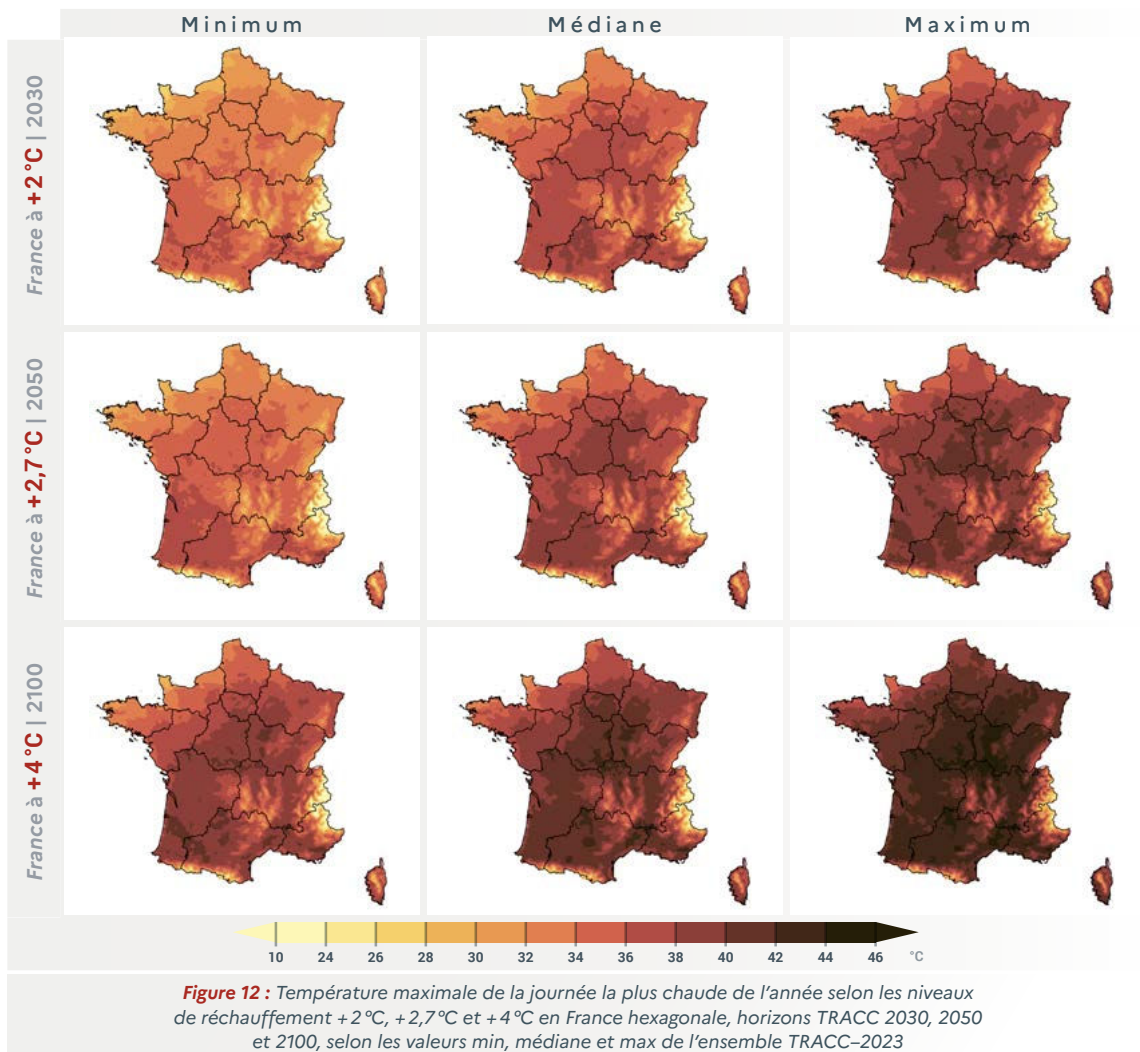 Minimum
Médiane
Maximum
France à +2 °C | 2030
France à +2,7 °C | 2050
France à +4 °C | 2100
10 24 26 28 30 32 34 36 38 40 42 44 46 °C
Figure 12 : Température maximale de la journée la plus chaude de l’année selon les niveaux
de réchauffement +2 °C, +2,7 °C et +4 °C en France hexagonale, horizons TRACC 2030, 2050
et 2100, selon les valeurs min, médiane et max de l’ensemble TRACC–2023